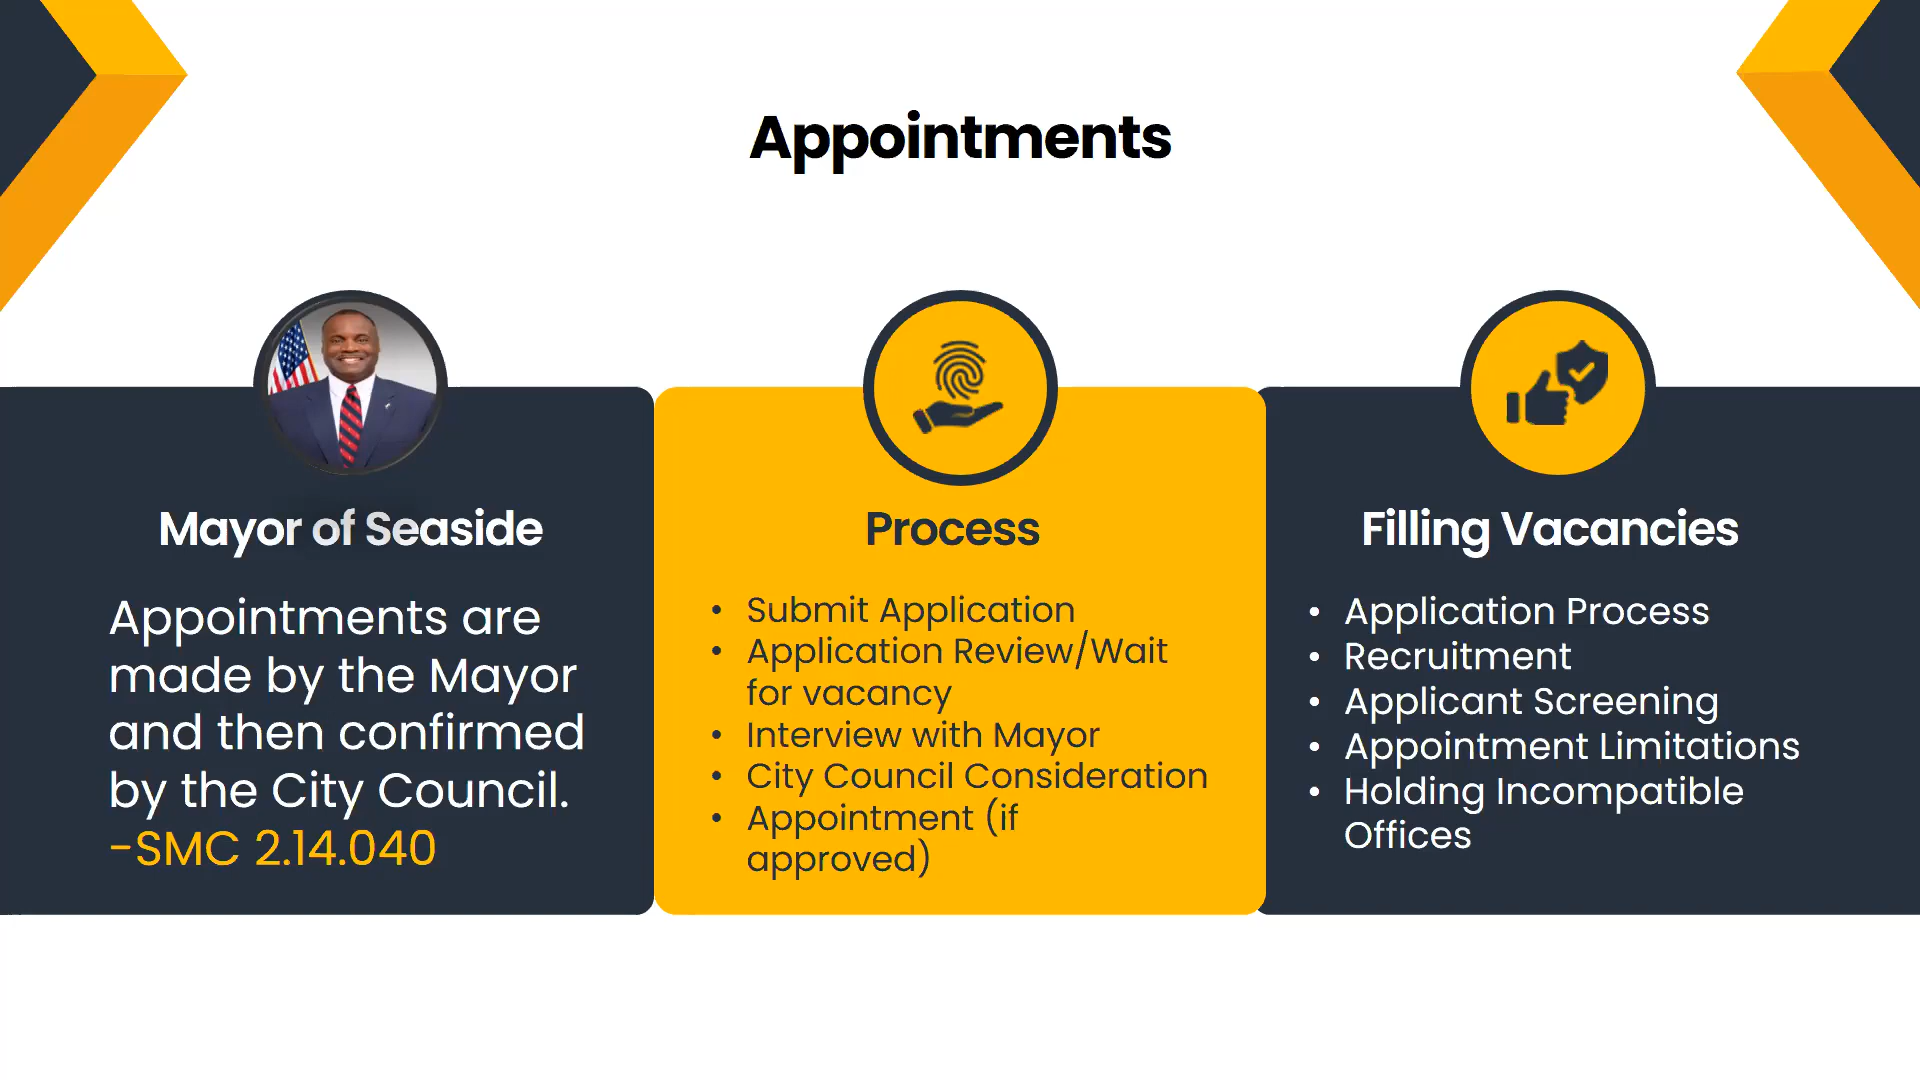 Appointments
Mayor of Seaside
Appointments are
made by the Mayor
and then confirmed
by the City Council.
-SMC 2.14.040
Process
• Submit Application
• Application Review/Wait
for vacancy
• Interview with Mayor
• City Council Consideration
• Appointment (if
approved)
Filling Vacancies
• Application Process
• Recruitment
• Applicant Screening
• Appointment Limitations
• Holding Incompatible
Offices